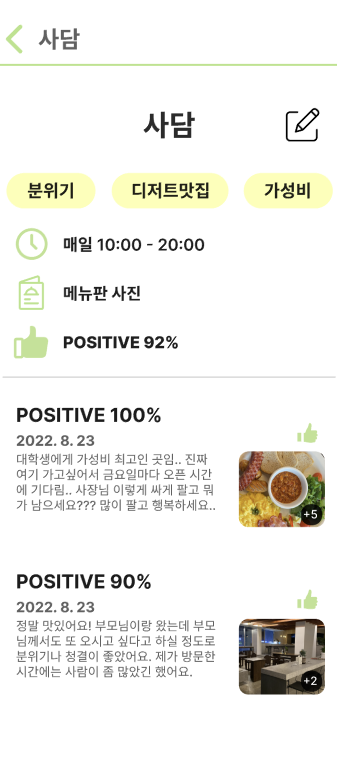 사담
사담
분위기
디저트맛집
가성비
매일 10:00 - 20:00
메뉴판 사진
POSITIVE 92%
POSITIVE 100%
2022. 8. 23
대학생에게 가성비 최고인 곳임.. 진짜
여기 가고싶어서 금요일마다 오픈 시간
에 기다림.. 사장님 이렇게 싸게 팔고 뭐
가 남으세요??? 많이 팔고 행복하세요..
+5
POSITIVE 90%
2022. 8. 23
정말 맛있어요! 부모님이랑 왔는데 부모
님께서도 또 오시고 싶다고 하실 정도로
분위기나 청결이 좋았어요. 제가 방문한
시간에는 사람이 좀 많았긴 했어요.
+2